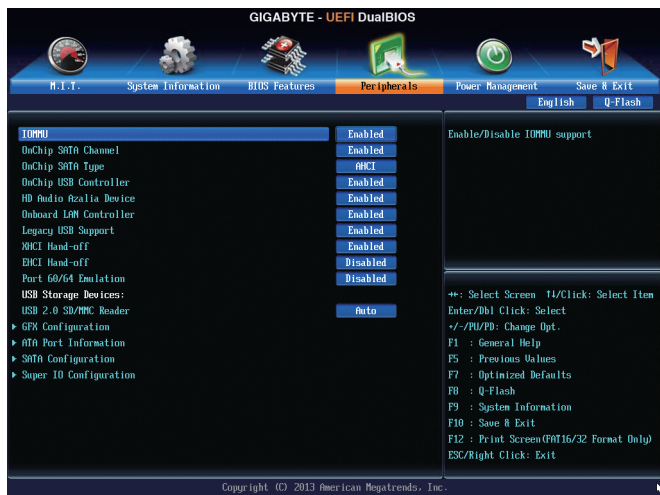 GIGABYTE - UEFI DualBIOS
M.I.T. System Information BIOS Features Peripherals Power Management Save & Exit
English Q-Flash
IOMMU Enabled
OnChip SATA Channel Enabled
OnChip SATA Type AHCI
OnChip USB Controller Enabled
HD Audio Azalia Device Enabled
Onboard LAN Controller Enabled
Legacy USB Support Enabled
XHCI Hand-off Enabled
EHCI Hand-off Disabled
Port 60/64 Emulation Disabled
USB Storage Devices:
USB 2.0 SD/MMC Reader Auto
GFX Configuration
ATA Port Information
SATA Configuration
Super IO Configuration
Enable/Disable IOMMU support
→←: Select Screen ↑↓/Click: Select Item
Enter/Dbl Click: Select
+/-/PU/PD: Change Opt.
F1 : General Help
F5 : Previous Values
F7 : Optimized Defaults
F8 : Q-Flash
F9 : System Information
F10 : Save & Exit
F12 : Print Screen(FAT16/32 Format Only)
ESC/Right Click: Exit
Copyright (C) 2013 American Megatrends, Inc.